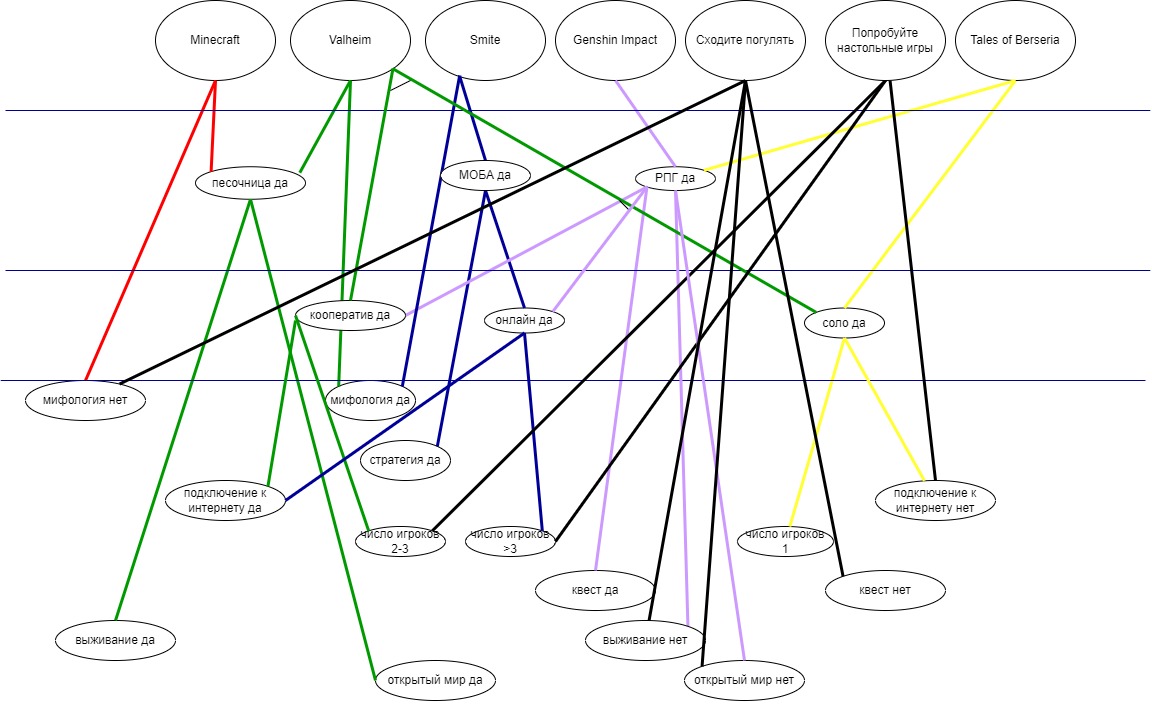 Minecraft
Valheim
Smite
Genshin Impact
Сходите погулять
Попробуйте
настольные игры
Tales of Berseria
песочница да
МОБА да
РПГ да
кооператив да
онлайн да
соло да
мифология нет
мифология да
стратегия да
подключение к
интернету да
подключение к
интернету нет
число игроков
2-3
число игроков
>3
число игроков
1
квест да
квест нет
выживание да
выживание нет
открытый мир да
открытый мир нет